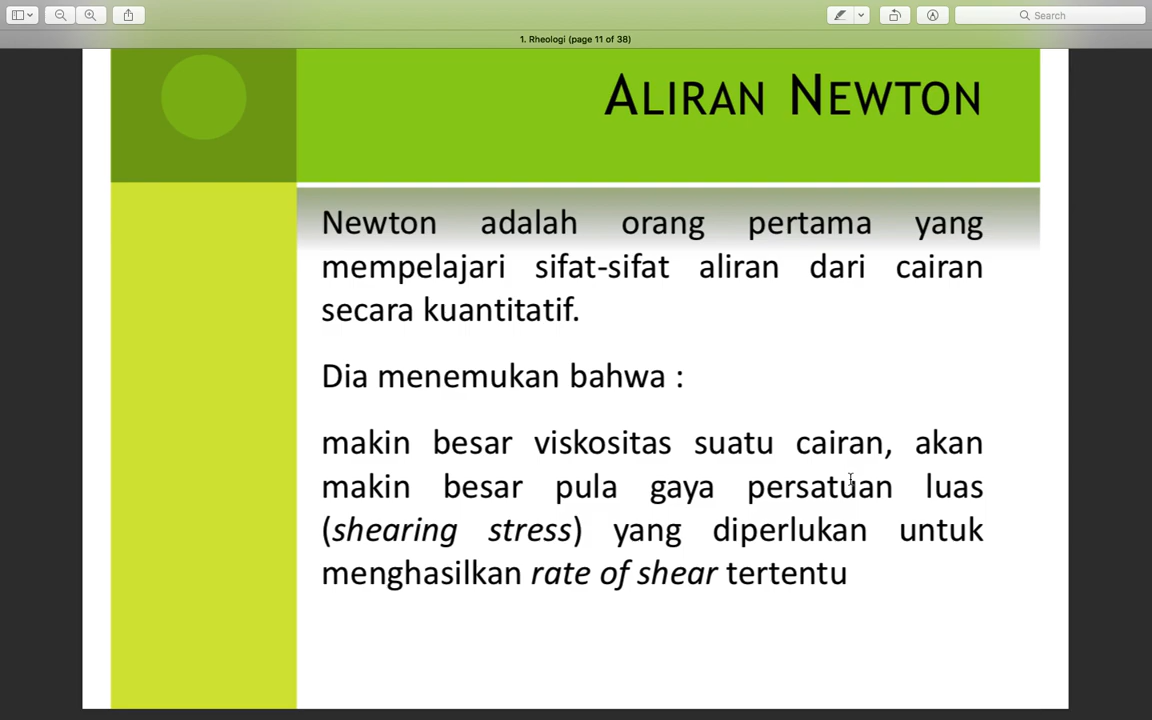 Search
1. Rheologi (page 11 of 38)
ALIRAN NEWTON
Newton adalah orang pertama yang
mempelajari sifat-sifat aliran dari cairan
secara kuantitatif.
Dia menemukan bahwa :
makin besar viskositas suatu cairan, akan
makin besar pula gaya persatuan luas
(shearing stress) yang diperlukan untuk
menghasilkan rate of shear tertentu